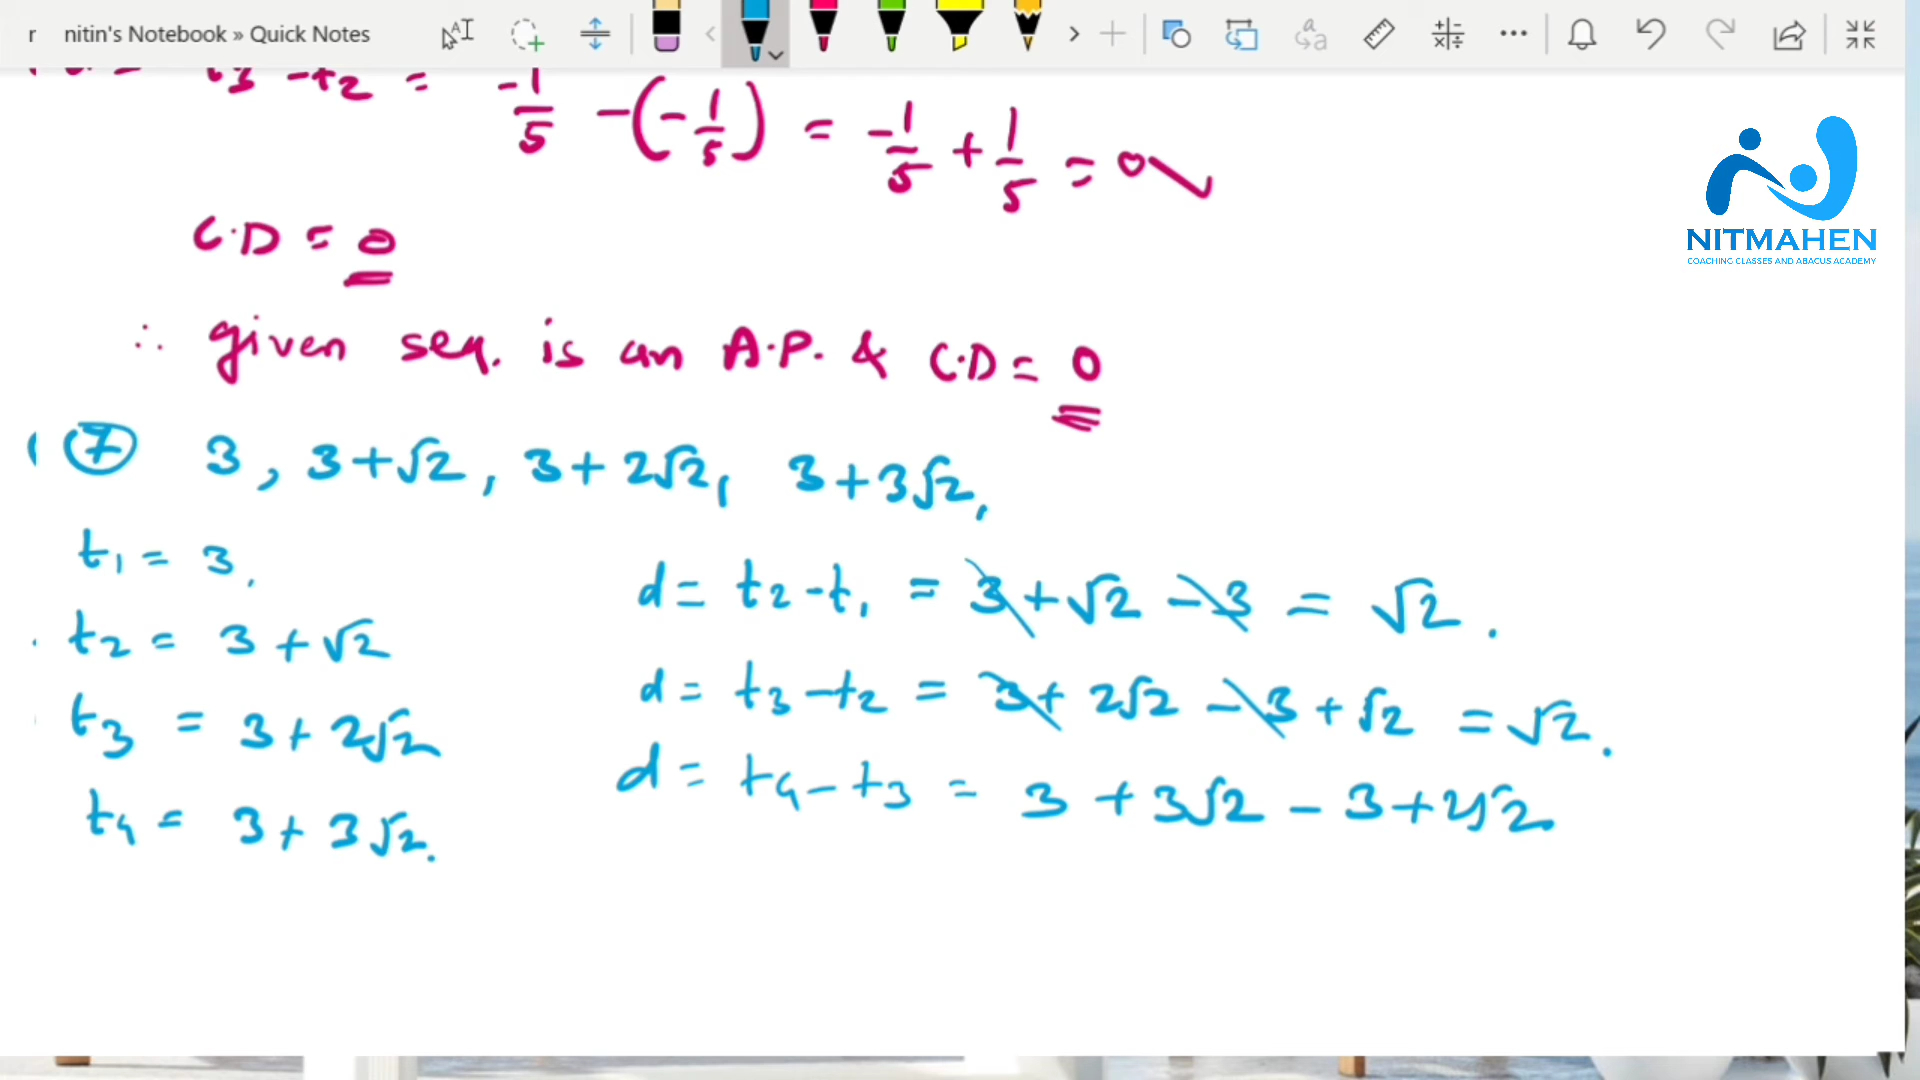 r nitin's Notebook » Quick Notes
t3 - t2 = -1/5 - (-1/5) = -1/5 + 1/5 = 0
C.D = 0
∴ given seq. is an A.P. & C.D = 0
(7) 3, 3+√2, 3+2√2, 3+3√2,
t1 = 3.
t2 = 3+√2
t3 = 3+2√2
t4 = 3+3√2.
d = t2-t1 = 3+√2 -3 = √2.
d = t3-t2 = 3+ 2√2 -3+√2 = √2.
d = t4-t3 = 3+3√2 - 3+2√2
NITMAHEN
COACHING CLASSES AND ABACUS ACADEMY